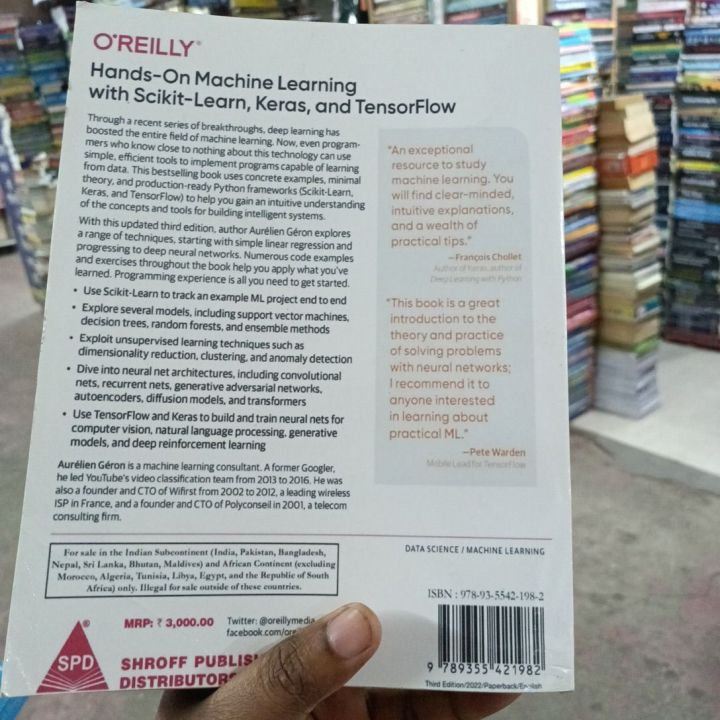 O'REILLY®
Hands-On Machine Learning
with Scikit-Learn, Keras, and TensorFlow
Through a recent series of breakthroughs, deep learning has
boosted the entire field of machine learning. Now, even program-
mers who know close to nothing about this technology can use
simple, efficient tools to implement programs capable of learning
from data. This bestselling book uses concrete examples, minimal
theory, and production-ready Python frameworks (Scikit-Learn,
Keras, and TensorFlow) to help you gain an intuitive understanding
of the concepts and tools for building intelligent systems.
With this updated third edition, author Aurélien Géron explores
a range of techniques, starting with simple linear regression and
progressing to deep neural networks. Numerous code examples
and exercises throughout the book help you apply what you've
learned. Programming experience is all you need to get started.
• Use Scikit-Learn to track an example ML project end to end
• Explore several models, including support vector machines,
decision trees, random forests, and ensemble methods
• Exploit unsupervised learning techniques such as
dimensionality reduction, clustering, and anomaly detection
• Dive into neural net architectures, including convolutional
nets, recurrent nets, generative adversarial networks,
autoencoders, diffusion models, and transformers
• Use TensorFlow and Keras to build and train neural nets for
computer vision, natural language processing, generative
models, and deep reinforcement learning
Aurélien Géron is a machine learning consultant. A former Googler,
he led YouTube's video classification team from 2013 to 2016. He was
also a founder and CTO of Wifirst from 2002 to 2012, a leading wireless
ISP in France, and a founder and CTO of Polyconseil in 2001, a telecom
consulting firm.
"An exceptional
resource to study
machine learning. You
will find clear-minded,
intuitive explanations,
and a wealth of
practical tips."
—François Chollet
Author of Keras, author of
Deep Learning with Python
"This book is a great
introduction to the
theory and practice
of solving problems
with neural networks;
I recommend it to
anyone interested
in learning about
practical ML."
—Pete Warden
Mobile Lead for TensorFlow
DATA SCIENCE / MACHINE LEARNING
For sale in the Indian Subcontinent (India, Pakistan, Bangladesh,
Nepal, Sri Lanka, Bhutan, Maldives) and African Continent (excluding
Morocco, Algeria, Tunisia, Libya, Egypt, and the Republic of South
Africa) only. Illegal for sale outside of these countries.
MRP: ₹ 3,000.00
Twitter: @oreillymedia
facebook.com/ore
SPD®
SHROFF PUBLIS
DISTRIBUTORS
ISBN : 978-93-5542-198-2
9 789355 421982
Third Edition/2022/Paperback/English